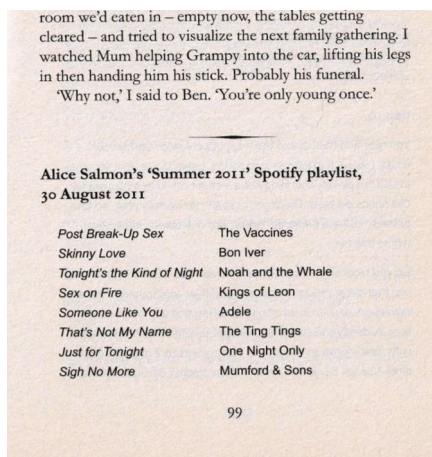 room we'd eaten in – empty now, the tables getting
cleared – and tried to visualize the next family gathering. I
watched Mum helping Grampy into the car, lifting his legs
in then handing him his stick. Probably his funeral.
‘Why not,’ I said to Ben. ‘You're only young once.’
Alice Salmon's ‘Summer 2011’ Spotify playlist,
30 August 2011
Post Break-Up Sex The Vaccines
Skinny Love Bon Iver
Tonight's the Kind of Night Noah and the Whale
Sex on Fire Kings of Leon
Someone Like You Adele
That's Not My Name The Ting Tings
Just for Tonight One Night Only
Sigh No More Mumford & Sons
99